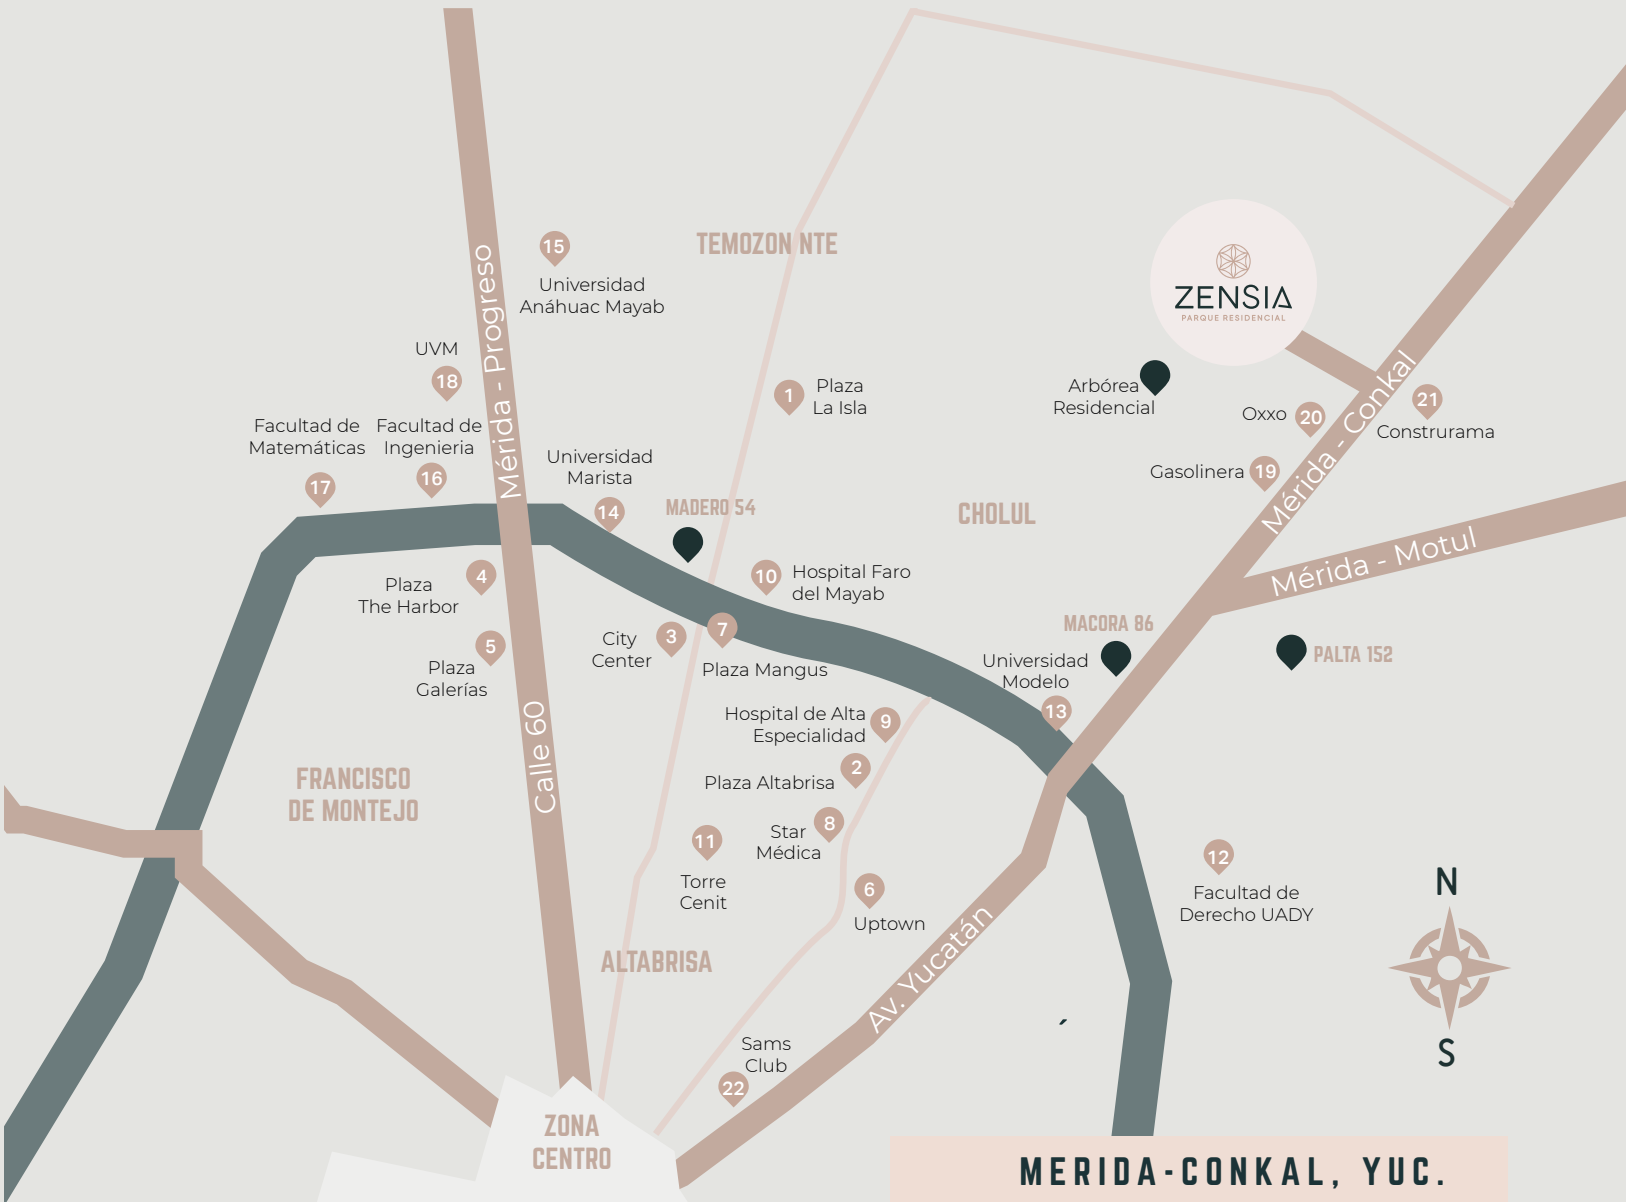 15
TEMOZON NTE
Universidad
Anáhuac Mayab
ZENSIA
PARQUE RESIDENCIAL
Mérida - Progreso
UVM
18
1
Plaza
La Isla
Arbórea
Residencial
Oxxo
20
21
Construrama
Mérida - Conkal
Facultad de
Matemáticas
17
Facultad de
Ingenieria
16
Universidad
Marista
14
Gasolinera
19
MADERO 54
CHOLUL
Mérida - Motul
4
Plaza
The Harbor
10
Hospital Faro
del Mayab
City
Center
3
7
Plaza Mangus
MACORA 86
PALTA 152
5
Plaza
Galerías
Universidad
Modelo
13
Calle 60
Hospital de Alta
Especialidad
9
Plaza Altabrisa
2
FRANCISCO
DE MONTEJO
Star
Médica
8
11
Torre
Cenit
6
Uptown
12
Facultad de
Derecho UADY
N
S
ALTABRISA
Av. Yucatán
´
Sams
Club
22
ZONA
CENTRO
MERIDA-CONKAL, YUC.